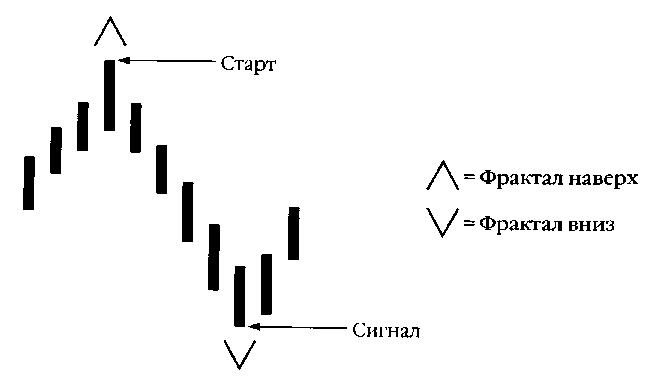 Старт
= Фрактал наверх
= Фрактал вниз
Сигнал